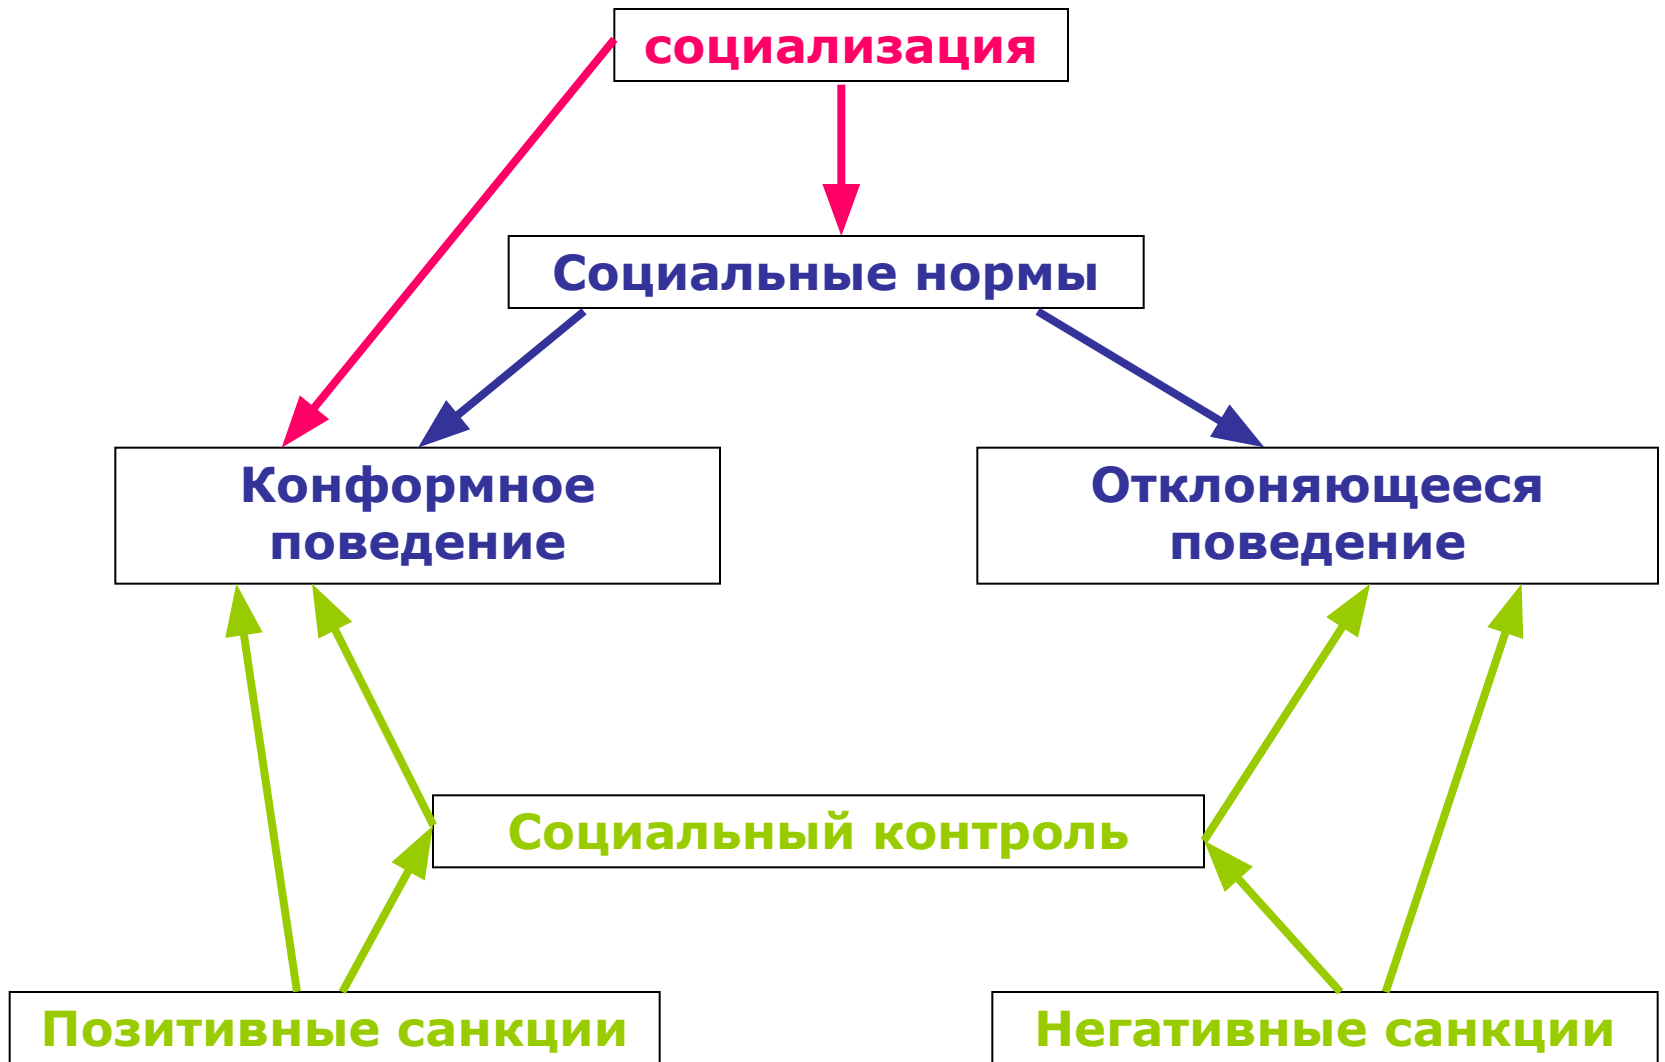 социализация
Социальные нормы
Конформное
поведение
Отклоняющееся
поведение
Социальный контроль
Позитивные санкции
Негативные санкции